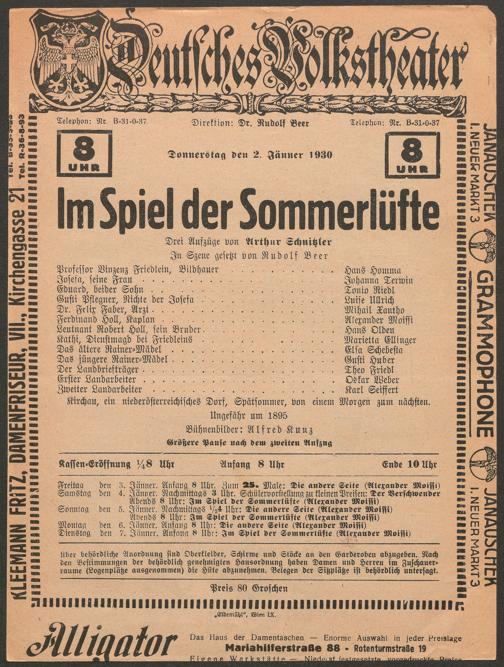 Deutsches Volkstheater
Telephon: Nr. B-31-0-37 Direktion: Dr. Rudolf Beer Telephon: Nr. B-31-0-37
8 UHR
Donnerstag den 2. Jänner 1930
8 UHR
Im Spiel der Sommerlüfte
Drei Aufzüge von Arthur Schnitzler
In Szene gesetzt von Rudolf Beer
Professor Vinzenz Friedlein, Bildhauer . . . Hans Homma
Josefa, seine Frau . . . Johanna Terwin
Eduard, beider Sohn . . . Tonio Riedl
Gusti Pflegner, Nichte der Josefa . . . Luise Ullrich
Dr. Felix Faber, Arzt . . . Mihail Xantho
Ferdinand Holl, Kaplan . . . Alexander Moissi
Leutnant Robert Holl, sein Bruder . . . Hans Olden
Kathi, Dienstmagd bei Friedleins . . . Marietta Ellinger
Das ältere Rainer-Mädel . . . Elfa Schebesta
Das jüngere Rainer-Mädel . . . Gusti Huber
Der Landbriefträger . . . Theo Friedl
Erster Landarbeiter . . . Oskar Weber
Zweiter Landarbeiter . . . Karl Seiffert
Kirchau, ein niederösterreichisches Dorf, Spätsommer, von einem Morgen zum nächsten.
Ungefähr um 1895
Bühnenbilder: Alfred Kunz
Größere Pause nach dem zweiten Aufzug
Kassen-Eröffnung ¼8 Uhr Anfang 8 Uhr Ende 10 Uhr
Freitag den 3. Jänner. Anfang 8 Uhr. Zum 25. Male: Die andere Seite (Alexander Moissi)
Samstag den 4. Jänner. Nachmittags 3 Uhr. Schülervorstellung zu kleinen Preisen: Der Verschwender
Abends 8 Uhr: Im Spiel der Sommerlüfte (Alexander Moissi)
Sonntag den 5. Jänner. Nachmittag ¼4 Uhr: Die andere Seite (Alexander Moissi)
Abends 8 Uhr: Im Spiel der Sommerlüfte (Alexander Moissi)
Montag den 6. Jänner. Anfang 8 Uhr: Die andere Seite (Alexander Moissi)
Dienstag den 7. Jänner. Anfang 8 Uhr: Im Spiel der Sommerlüfte (Alexander Moissi)
Über behördliche Anordnung sind Oberkleider, Schirme und Stöcke an den Garderoben abzugeben. Nach
den Bestimmungen der behördlich genehmigten Hausordnung haben Damen und Herren im Zuschauer-
raume (Logenplätze ausgenommen) die Hüte abzunehmen. Belegen der Sitzplätze ist behördlich untersagt.
Preis 80 Groschen
„Elbemühl“, Wien IX.
Alligator
Das Haus der Damentaschen — Enorme Auswahl in jeder Preislage
Mariahilferstraße 88 - Rotenturmstraße 19
Eigene Werkstätte
KLEEMANN FRITZ, DAMENFRISEUR, VII., Kirchengasse 21
Tel. R-36-8-93
JANAUSCHEK
I. NEUER MARKT 3
GRAMMOPHONE
JANAUSCHEK
I. NEUER MARKT 3